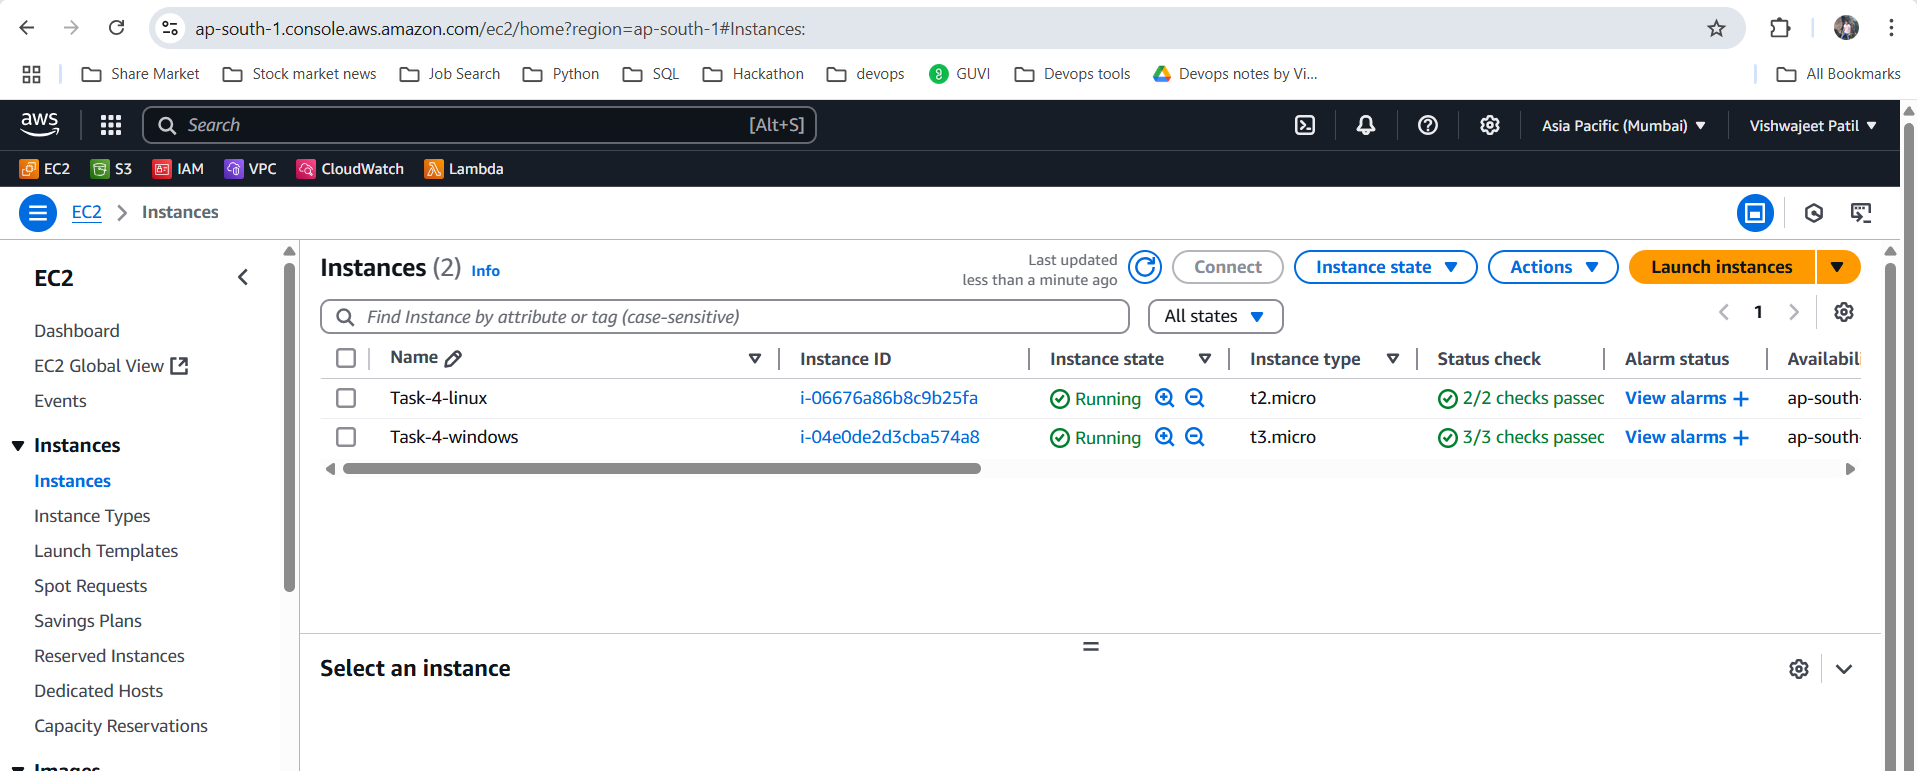 ap-south-1.console.aws.amazon.com/ec2/home?region=ap-south-1#Instances:
Share Market
Stock market news
Job Search
Python
SQL
Hackathon
devops
GUVI
Devops tools
Devops notes by Vi...
All Bookmarks
aws
Search
[Alt+S]
Asia Pacific (Mumbai)
Vishwajeet Patil
EC2
S3
IAM
VPC
CloudWatch
Lambda
EC2
Instances
EC2
Dashboard
EC2 Global View
Events
Instances
Instances
Instance Types
Launch Templates
Spot Requests
Savings Plans
Reserved Instances
Dedicated Hosts
Capacity Reservations
Images
Instances (2) Info
Last updated
less than a minute ago
Connect
Instance state
Actions
Launch instances
Find Instance by attribute or tag (case-sensitive)
All states
1
Name
Instance ID
Instance state
Instance type
Status check
Alarm status
Availabili
Task-4-linux
i-06676a86b8c9b25fa
Running
t2.micro
2/2 checks passed
View alarms +
ap-south-
Task-4-windows
i-04e0de2d3cba574a8
Running
t3.micro
3/3 checks passed
View alarms +
ap-south-
Select an instance